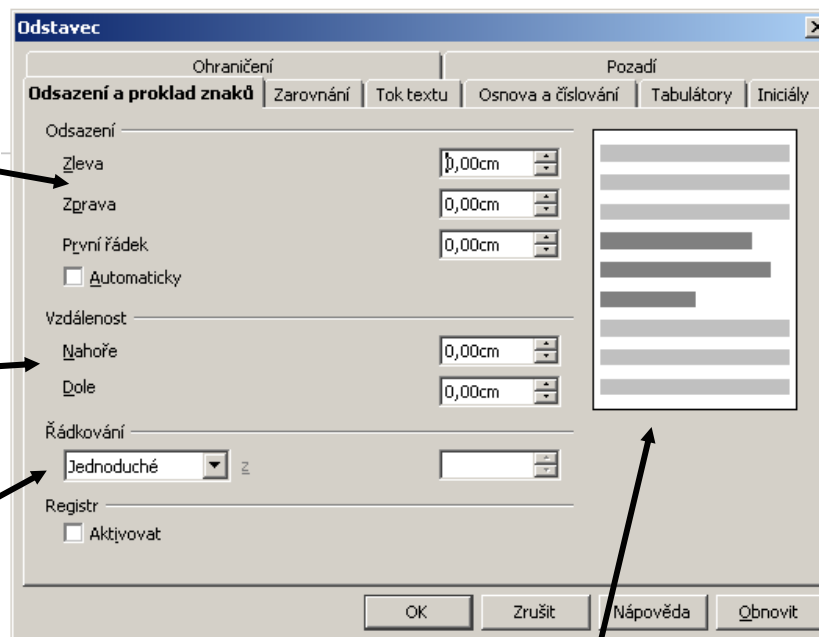 Odstavec
Ohraničení Pozadí
Odsazení a proklad znaků Zarovnání Tok textu Osnova a číslování Tabulátory Iniciály
Odsazení
Zleva 0,00cm
Zprava 0,00cm
První řádek 0,00cm
Automaticky
Vzdálenost
Nahoře 0,00cm
Dole 0,00cm
Řádkování
Jednoduché z
Registr
Aktivovat
OK Zrušit Nápověda Obnovit